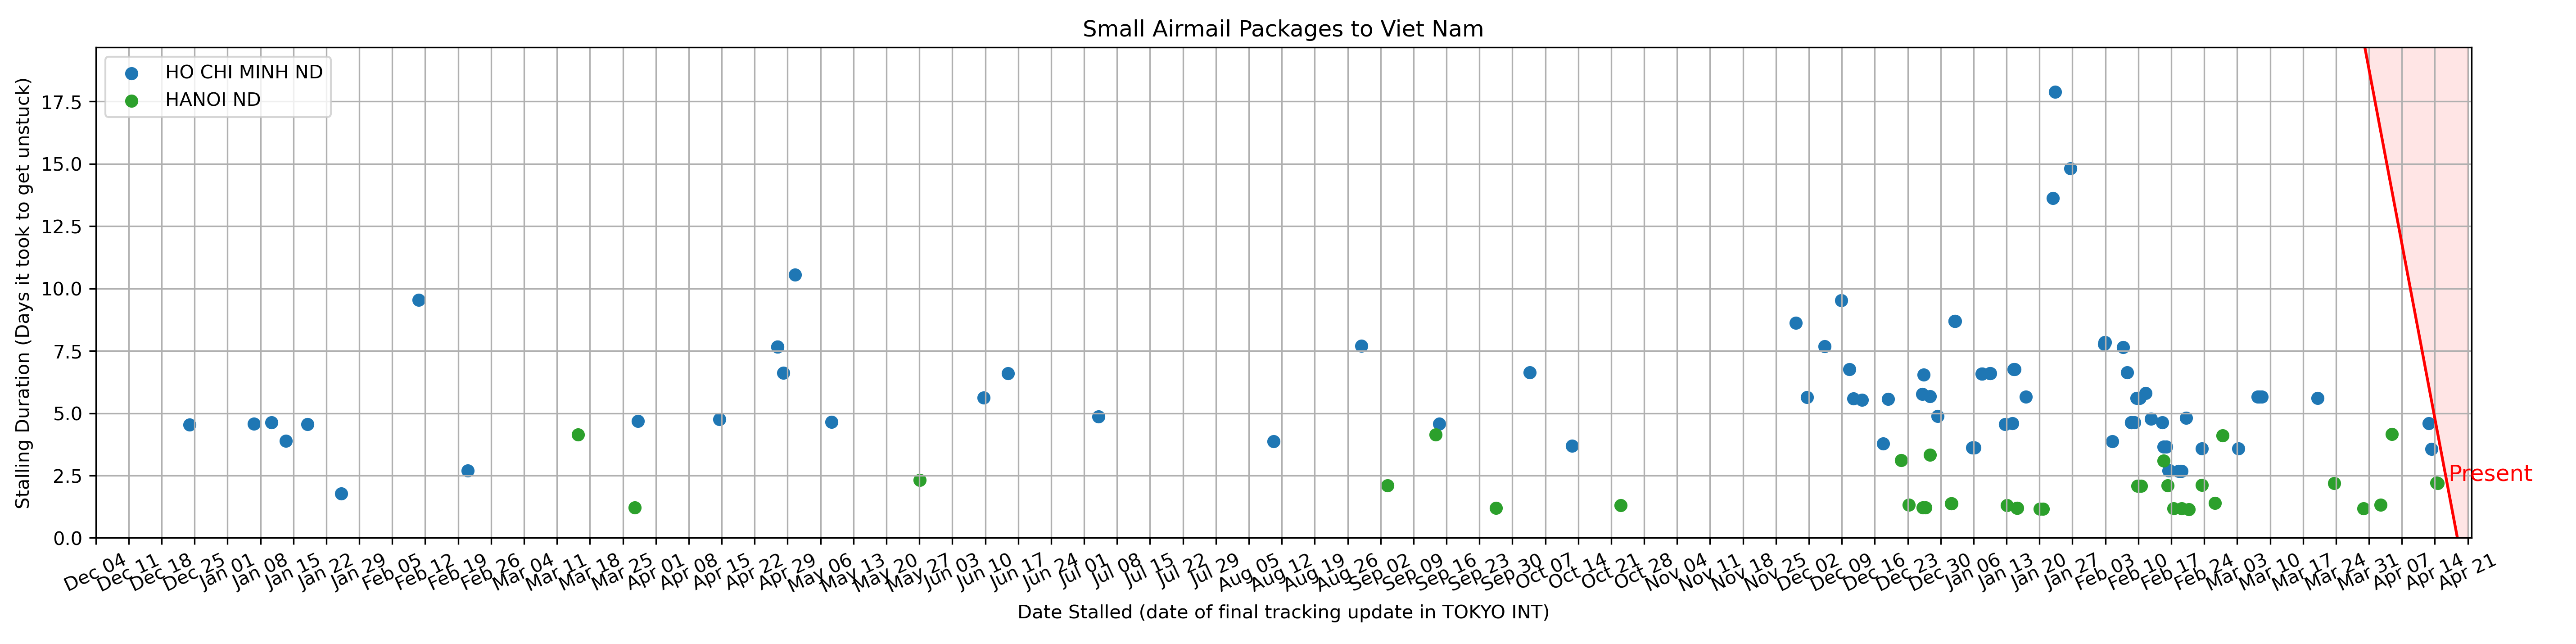 Small Airmail Packages to Viet Nam
HO CHI MINH ND
HANOI ND
Stalling Duration (Days it took to get unstuck)
17.5
15.0
12.5
10.0
7.5
5.0
2.5
0.0
Present
Dec 04
Dec 11
Dec 18
Dec 25
Jan 01
Jan 08
Jan 15
Jan 22
Jan 29
Feb 05
Feb 12
Feb 19
Feb 26
Mar 04
Mar 11
Mar 18
Mar 25
Apr 01
Apr 08
Apr 15
Apr 22
Apr 29
May 06
May 13
May 20
May 27
Jun 03
Jun 10
Jun 17
Jun 24
Jul 01
Jul 08
Jul 15
Jul 22
Jul 29
Aug 05
Aug 12
Aug 19
Aug 26
Sep 02
Sep 09
Sep 16
Sep 23
Sep 30
Oct 07
Oct 14
Oct 21
Oct 28
Nov 04
Nov 11
Nov 18
Nov 25
Dec 02
Dec 09
Dec 16
Dec 23
Dec 30
Jan 06
Jan 13
Jan 20
Jan 27
Feb 03
Feb 10
Feb 17
Feb 24
Mar 03
Mar 10
Mar 17
Mar 24
Mar 31
Apr 07
Apr 14
Apr 21
Date Stalled (date of final tracking update in TOKYO INT)